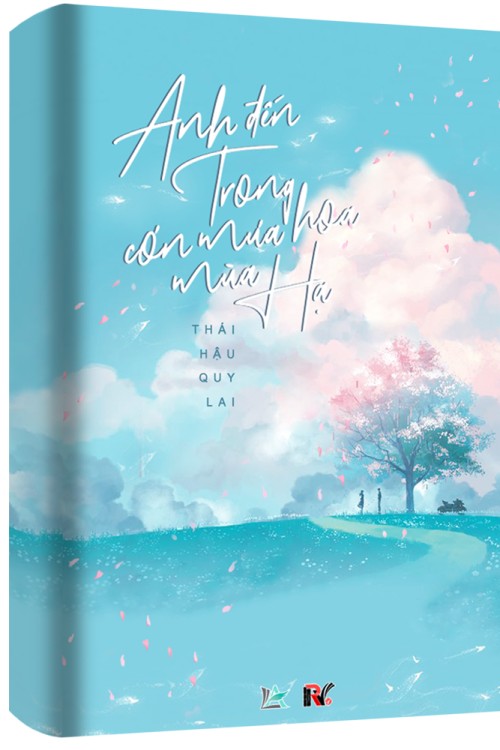 Anh đến
Trong
cơn mưa hoa
mùa Hạ
THÁI
HẬU
QUY
LAI